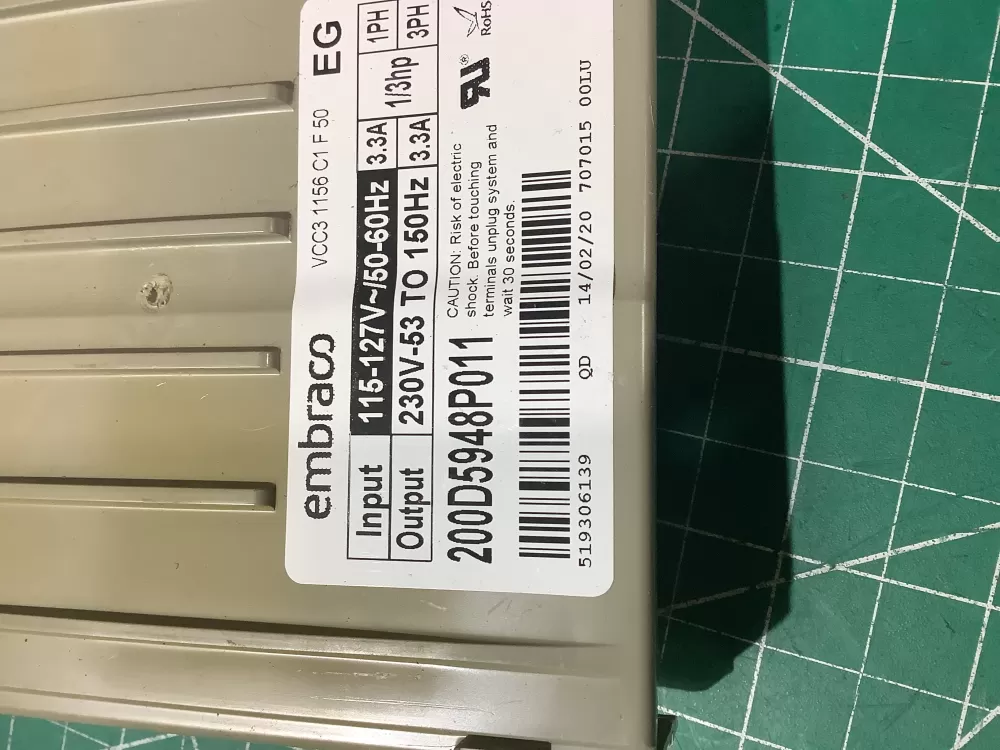 embraco VCC3 1156 C1 F 50 EG
Input 115-127V~/50-60Hz 3.3A 1/3hp 1PH
Output 230V-53 TO 150Hz 3.3A 3PH
200D5948P011
CAUTION: Risk of electric
shock. Before touching
terminals unplug system and
wait 30 seconds.
RoHS
519306139 QD 14/02/20 707015 00LU